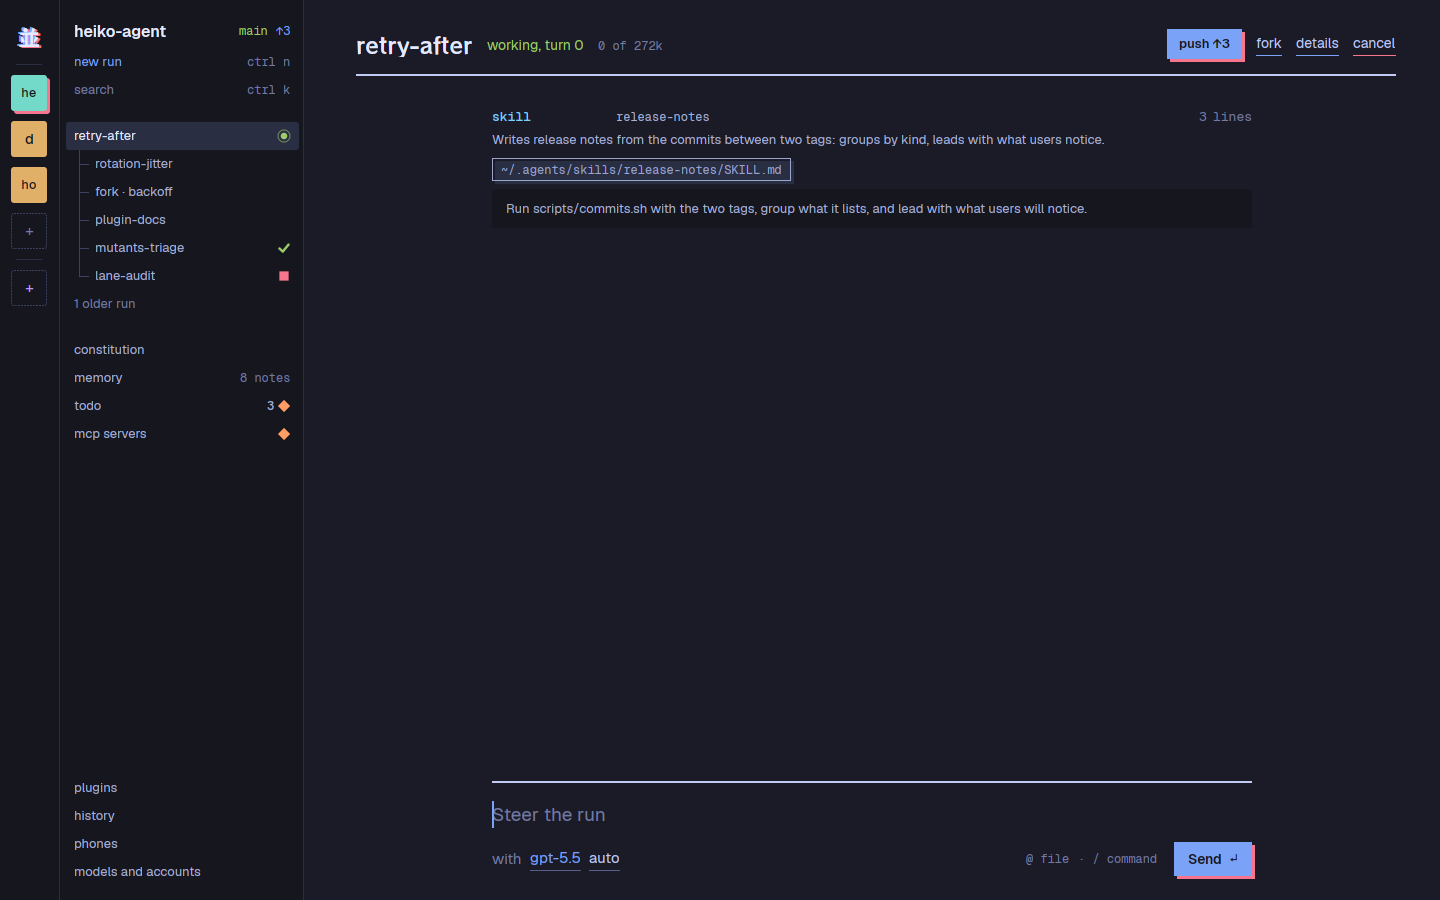 heiko-agent main ↑3
new run ctrl n
search ctrl k
he
d
ho
+
+
retry-after
rotation-jitter
fork · backoff
plugin-docs
mutants-triage
lane-audit
1 older run
constitution
memory 8 notes
todo 3
mcp servers
plugins
history
phones
models and accounts
retry-after working, turn 0 0 of 272k push ↑3 fork details cancel
skill release-notes 3 lines
Writes release notes from the commits between two tags: groups by kind, leads with what users notice.
~/.agents/skills/release-notes/SKILL.md
Run scripts/commits.sh with the two tags, group what it lists, and lead with what users will notice.
Steer the run
with gpt-5.5 auto @ file · / command Send ↵